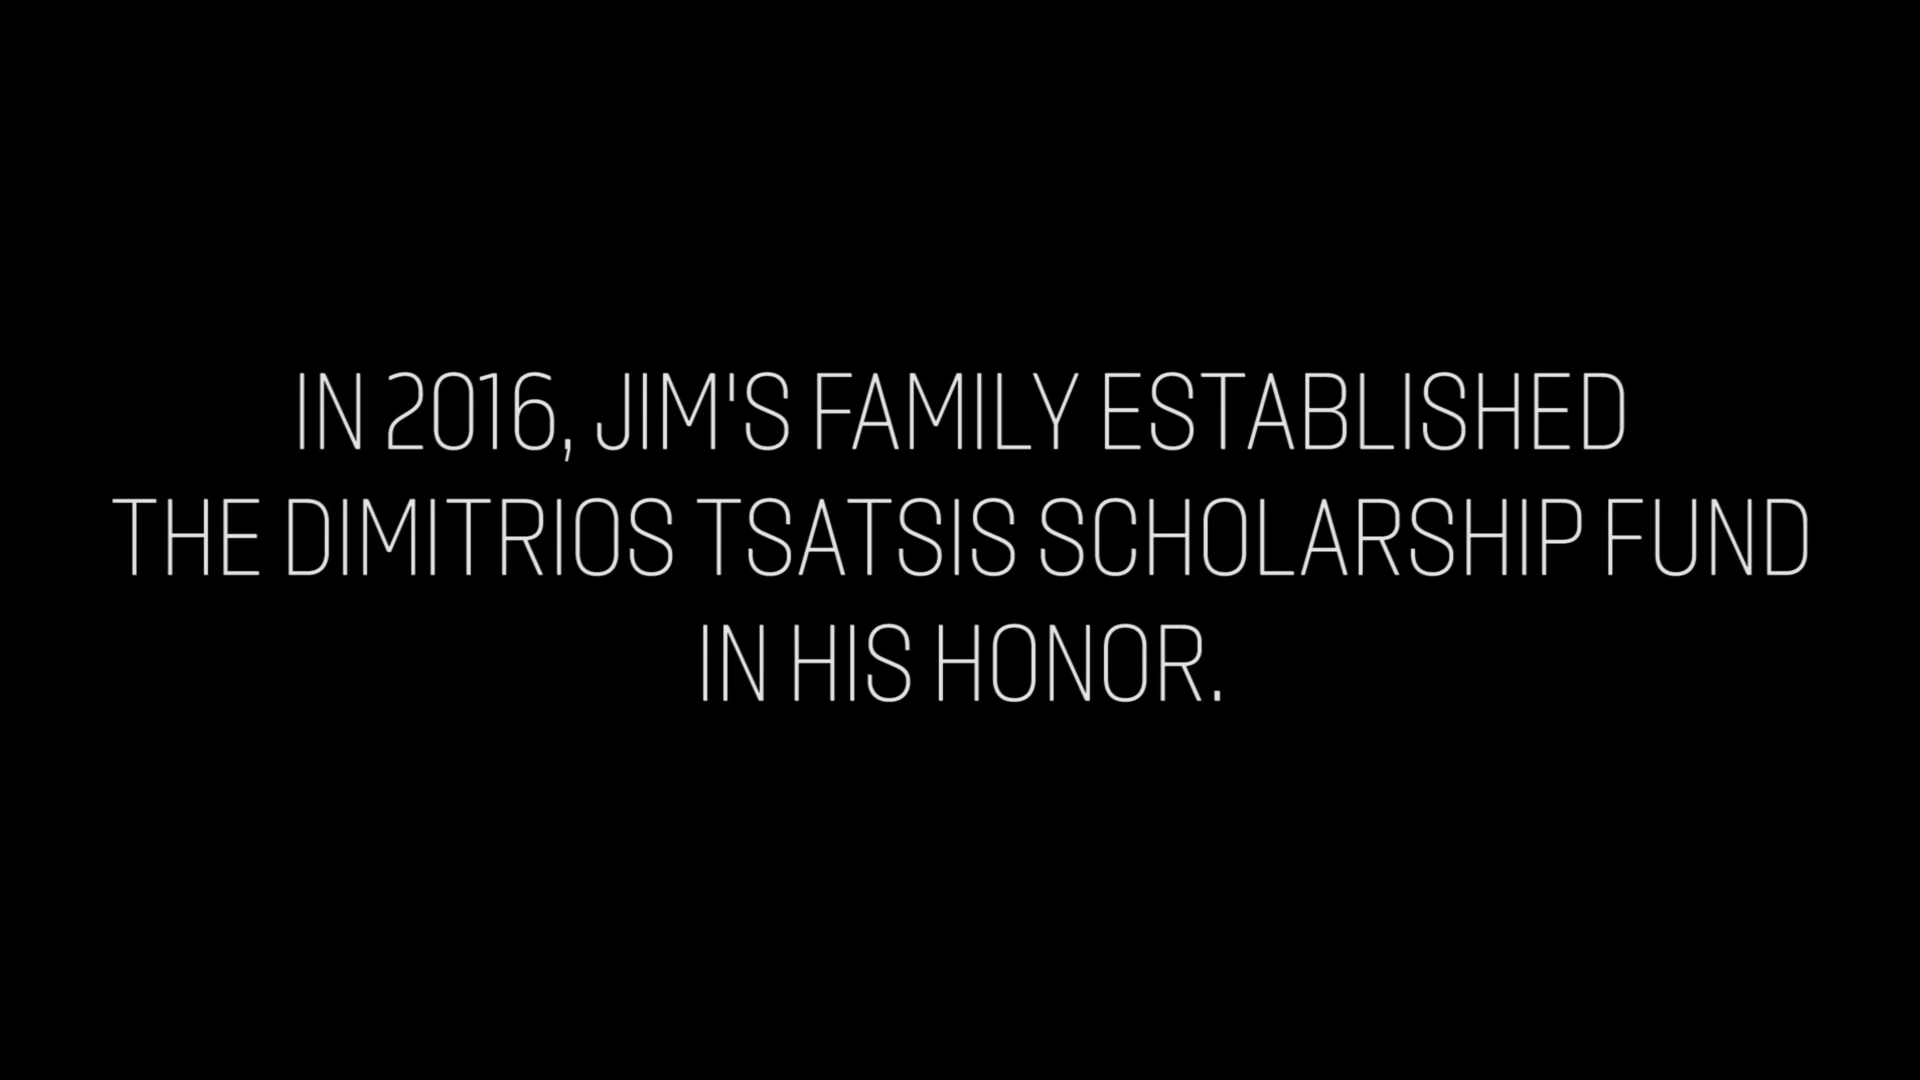 IN 2016, JIM'S FAMILY ESTABLISHED
THE DIMITRIOS TSATSIS SCHOLARSHIP FUND
IN HIS HONOR.